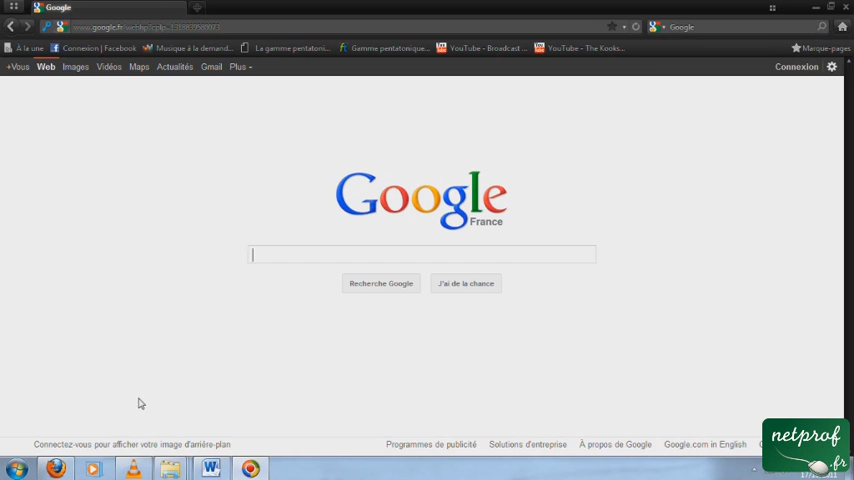 Google
www.google.fr
Google
À la une Connexion | Facebook Musique à la demand... La gamme pentatoni... Gamme pentatonique... YouTube - Broadcast ... YouTube - The Kooks... Marque-pages
+Vous Web Images Vidéos Maps Actualités Gmail Plus Connexion
Google
France
Recherche Google J'ai de la chance
Connectez-vous pour afficher votre image d'arrière-plan Programmes de publicité Solutions d'entreprise À propos de Google Google.com in English
netprof
.fr